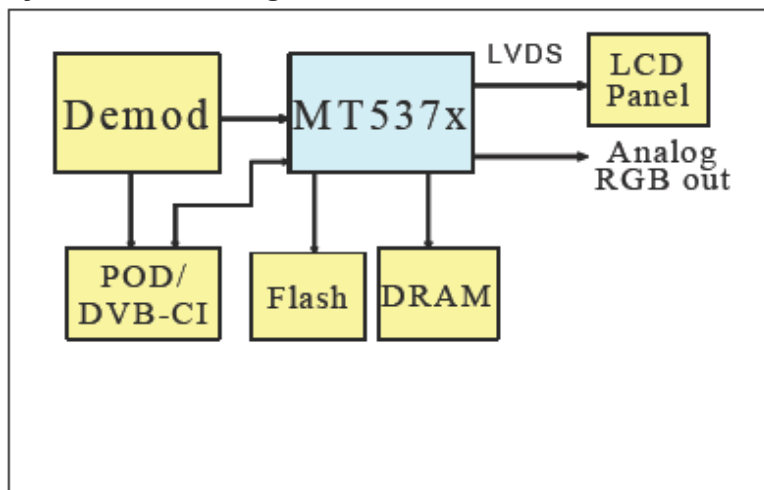 Demod
MT537x
LVDS
LCD
Panel
Analog
RGB out
POD/
DVB-CI
Flash
DRAM